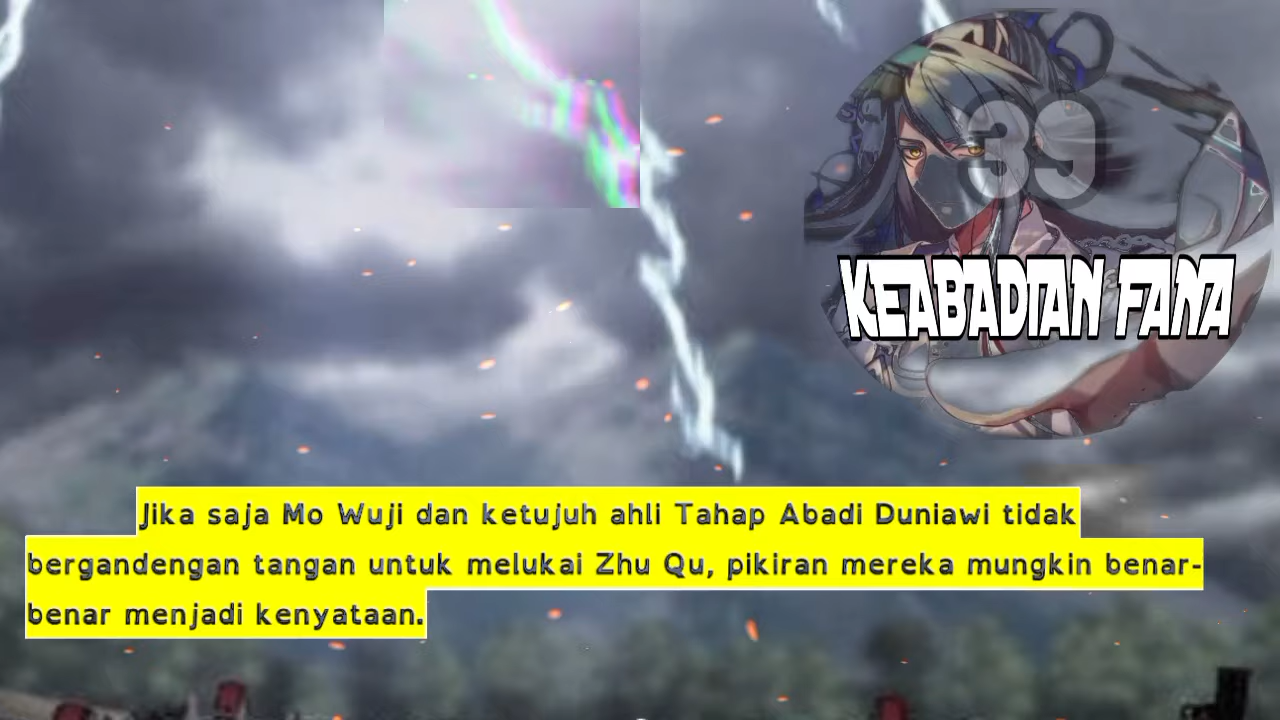 39
KEABADIAN FANA
Jika saja Mo Wuji dan ketujuh ahli Tahap Abadi Duniawi tidak
bergandengan tangan untuk melukai Zhu Qu, pikiran mereka mungkin benar-
benar menjadi kenyataan.